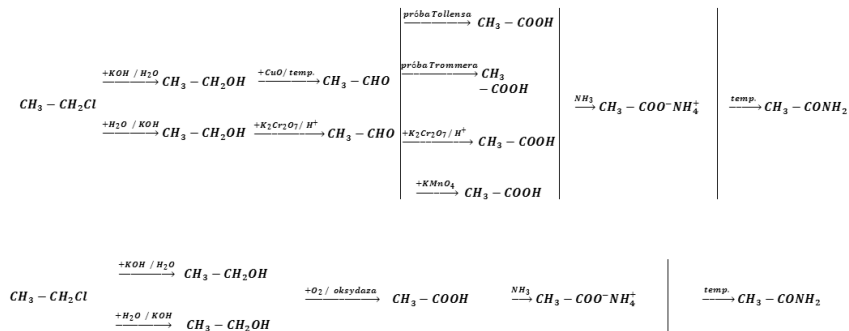 próba Tollensa
⟶ CH₃ − COOH
+KOH / H₂O ⟶ CH₃ − CH₂OH +CuO/ temp. ⟶ CH₃ − CHO próba Trommera ⟶ CH₃
− COOH
CH₃ − CH₂Cl NH₃ ⟶ CH₃ − COO⁻NH₄⁺ temp. ⟶ CH₃ − CONH₂
+H₂O / KOH ⟶ CH₃ − CH₂OH +K₂Cr₂O₇/ H⁺ ⟶ CH₃ − CHO +K₂Cr₂O₇/ H⁺ ⟶ CH₃ − COOH
+KMnO₄ ⟶ CH₃ − COOH
+KOH / H₂O ⟶ CH₃ − CH₂OH
CH₃ − CH₂Cl +O₂/ oksydaza ⟶ CH₃ − COOH NH₃ ⟶ CH₃ − COO⁻NH₄⁺ temp. ⟶ CH₃ − CONH₂
+H₂O / KOH ⟶ CH₃ − CH₂OH